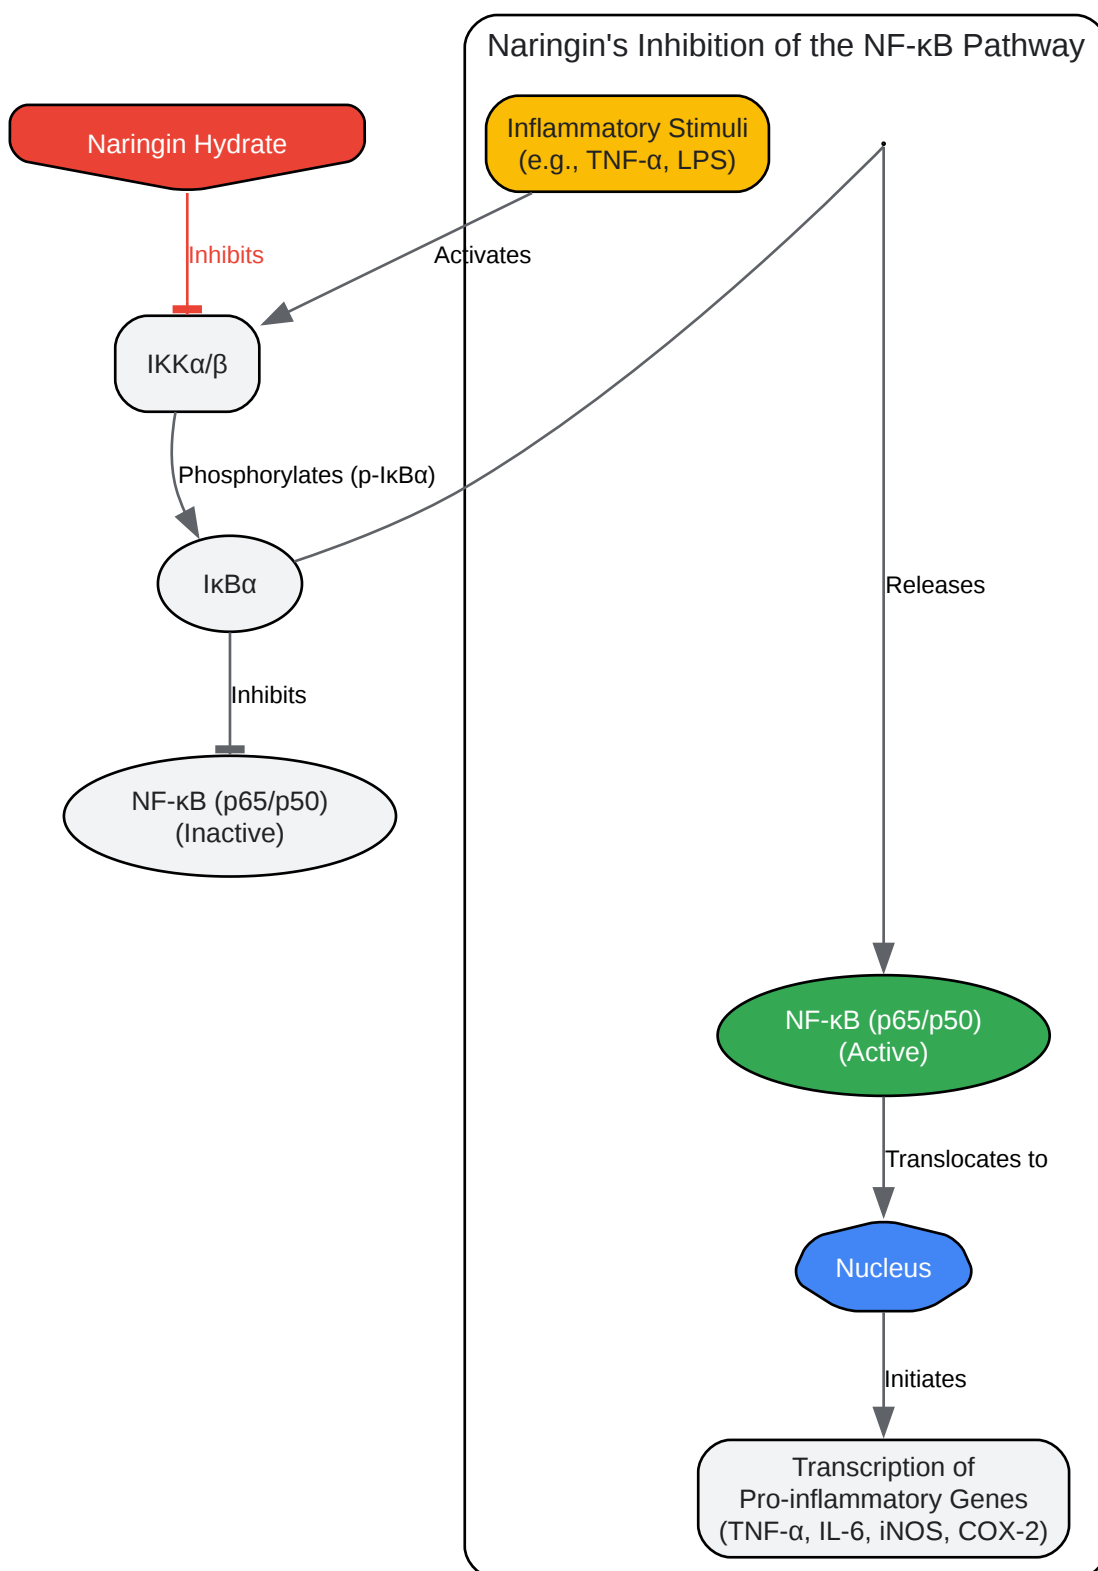 Naringin's Inhibition of the NF-κB Pathway
Naringin Hydrate
Inflammatory Stimuli
(e.g., TNF-α, LPS)
Inhibits
Activates
IKKα/β
Phosphorylates (p-IκBα)
IκBα
Releases
Inhibits
NF-κB (p65/p50)
(Inactive)
NF-κB (p65/p50)
(Active)
Translocates to
Nucleus
Initiates
Transcription of
Pro-inflammatory Genes
(TNF-α, IL-6, iNOS, COX-2)